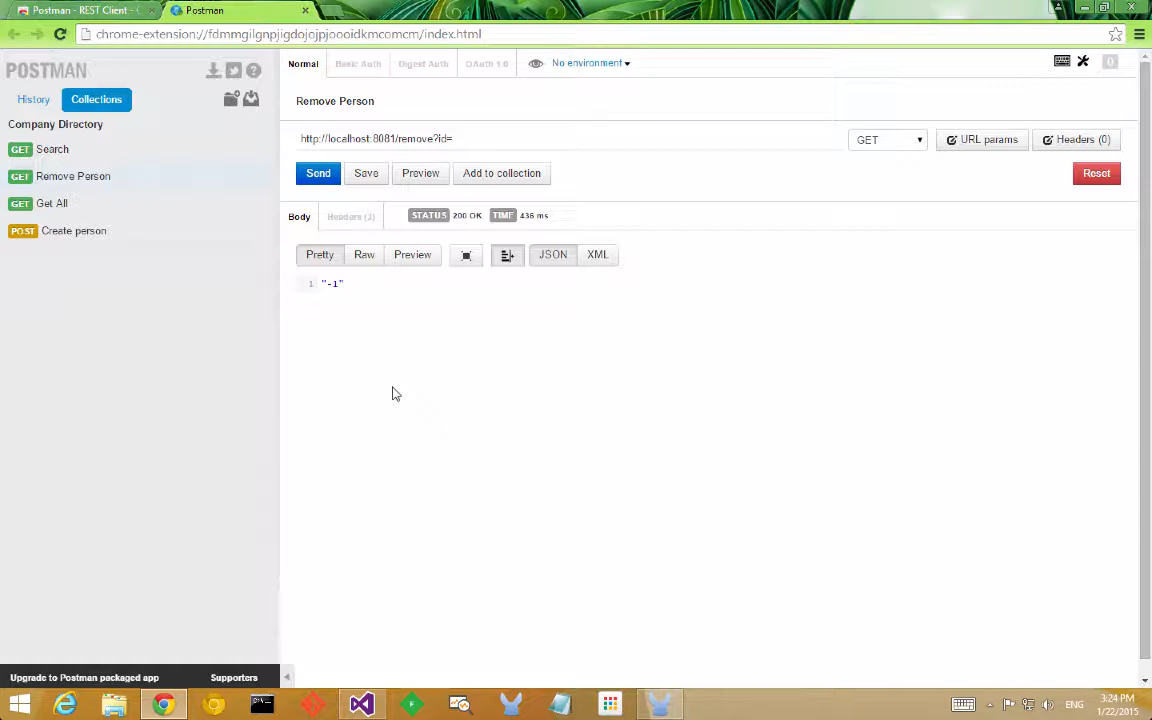 Postman - REST Client -
Postman
chrome-extension://fdmmgilgnpjigdojojpjoooidkmcomcm/index.html
POSTMAN
Normal
Basic Auth
Digest Auth
OAuth 1.0
No environment
0
History
Collections
Remove Person
Company Directory
GET Search
GET Remove Person
GET Get All
POST Create person
http://localhost:8081/remove?id=
GET
URL params
Headers (0)
Send
Save
Preview
Add to collection
Reset
Body
Headers (3)
STATUS 200 OK TIME 436 ms
Pretty
Raw
Preview
JSON
XML
1 "-1"
Upgrade to Postman packaged app
Supporters
ENG
3:24 PM
1/22/2015